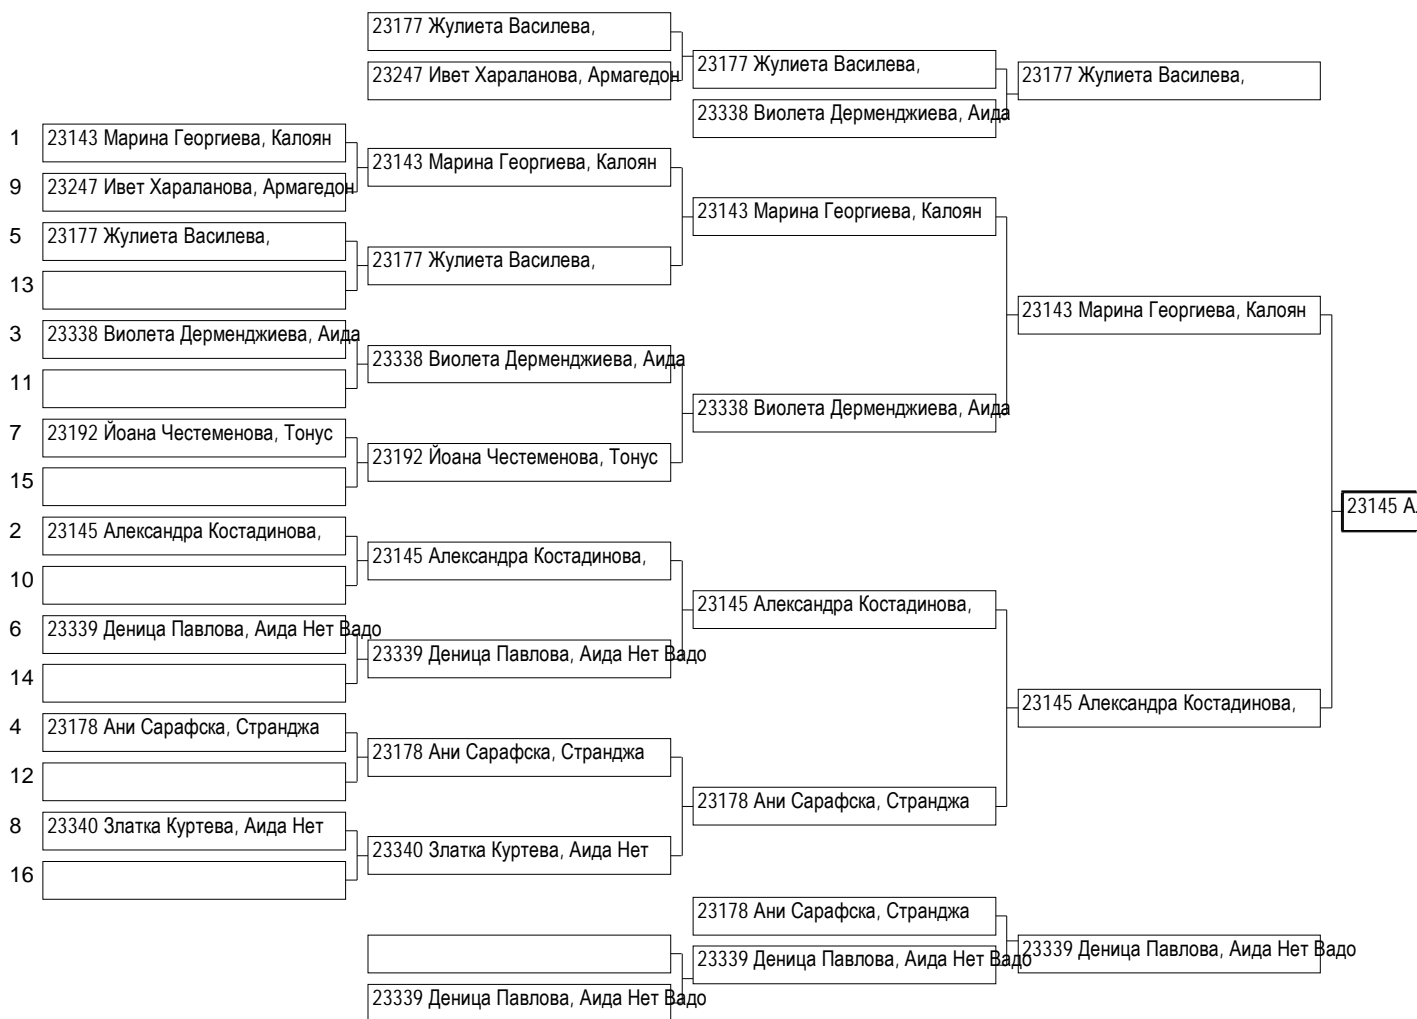 23177 Жулиета Василева,
23247 Ивет Хараланова, Армагедон
23177 Жулиета Василева,
23338 Виолета Дерменджиева, Аида
23177 Жулиета Василева,
1 23143 Марина Георгиева, Калоян
9 23247 Ивет Хараланова, Армагедон
5 23177 Жулиета Василева,
13
3 23338 Виолета Дерменджиева, Аида
11
7 23192 Йоана Честеменова, Тонус
15
2 23145 Александра Костадинова,
10
6 23339 Деница Павлова, Аида Нет Вадо
14
4 23178 Ани Сарафска, Странджа
12
8 23340 Златка Куртева, Аида Нет
16
23143 Марина Георгиева, Калоян
23177 Жулиета Василева,
23338 Виолета Дерменджиева, Аида
23192 Йоана Честеменова, Тонус
23145 Александра Костадинова,
23339 Деница Павлова, Аида Нет Вадо
23178 Ани Сарафска, Странджа
23340 Златка Куртева, Аида Нет
23143 Марина Георгиева, Калоян
23338 Виолета Дерменджиева, Аида
23145 Александра Костадинова,
23178 Ани Сарафска, Странджа
23143 Марина Георгиева, Калоян
23145 Александра Костадинова,
23145 А
23339 Деница Павлова, Аида Нет Вадо
23178 Ани Сарафска, Странджа
23339 Деница Павлова, Аида Нет Вадо
23339 Деница Павлова, Аида Нет Вадо